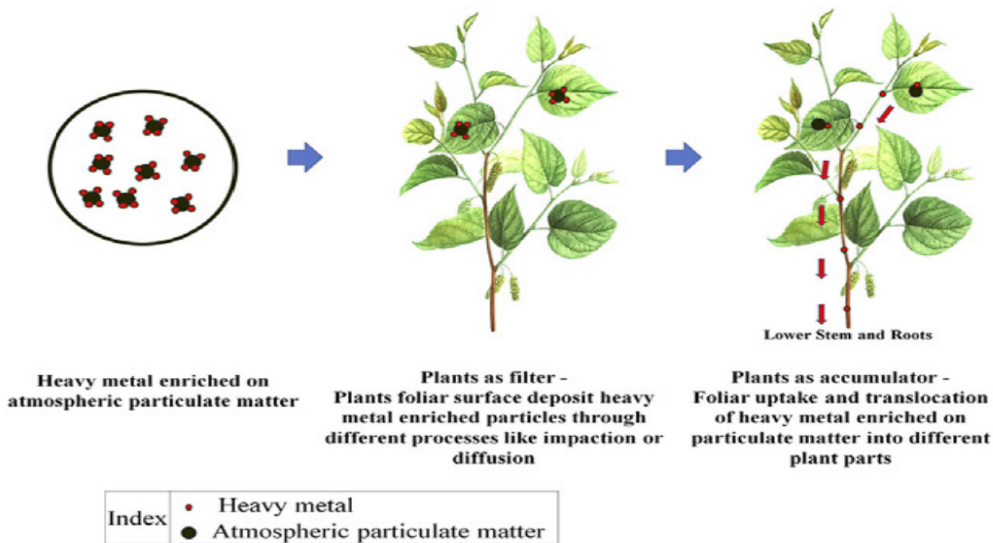 Lower Stem and Roots
Heavy metal enriched on
atmospheric particulate matter
Plants as filter -
Plants foliar surface deposit heavy
metal enriched particles through
different processes like impaction or
diffusion
Plants as accumulator -
Foliar uptake and translocation
of heavy metal enriched on
particulate matter into different
plant parts
Index
Heavy metal
Atmospheric particulate matter